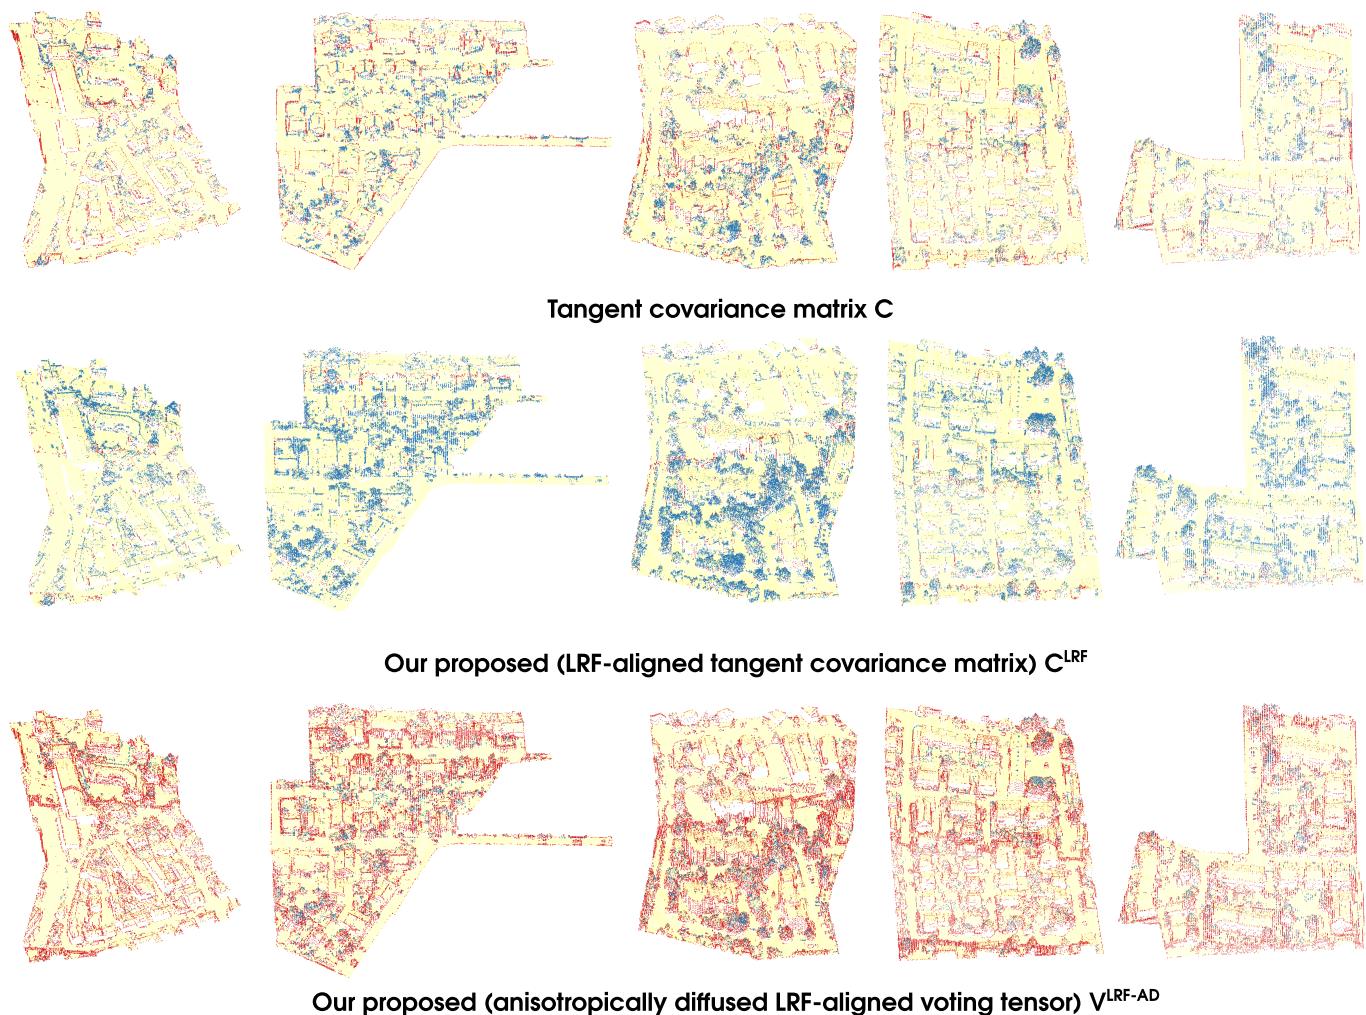 Tangent covariance matrix C
Our proposed (LRF-aligned tangent covariance matrix) C^LRF
Our proposed (anisotropically diffused LRF-aligned voting tensor) V^LRF-AD